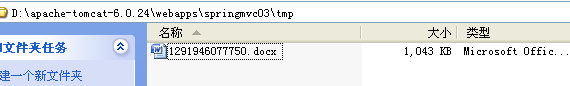 D:\apache-tomcat-6.0.24\webapps\springmvc03\tmp
文件夹任务
名称 大小 类型
1291946077750.docx 1,043 KB Microsoft Offic...
建一个新文件夹